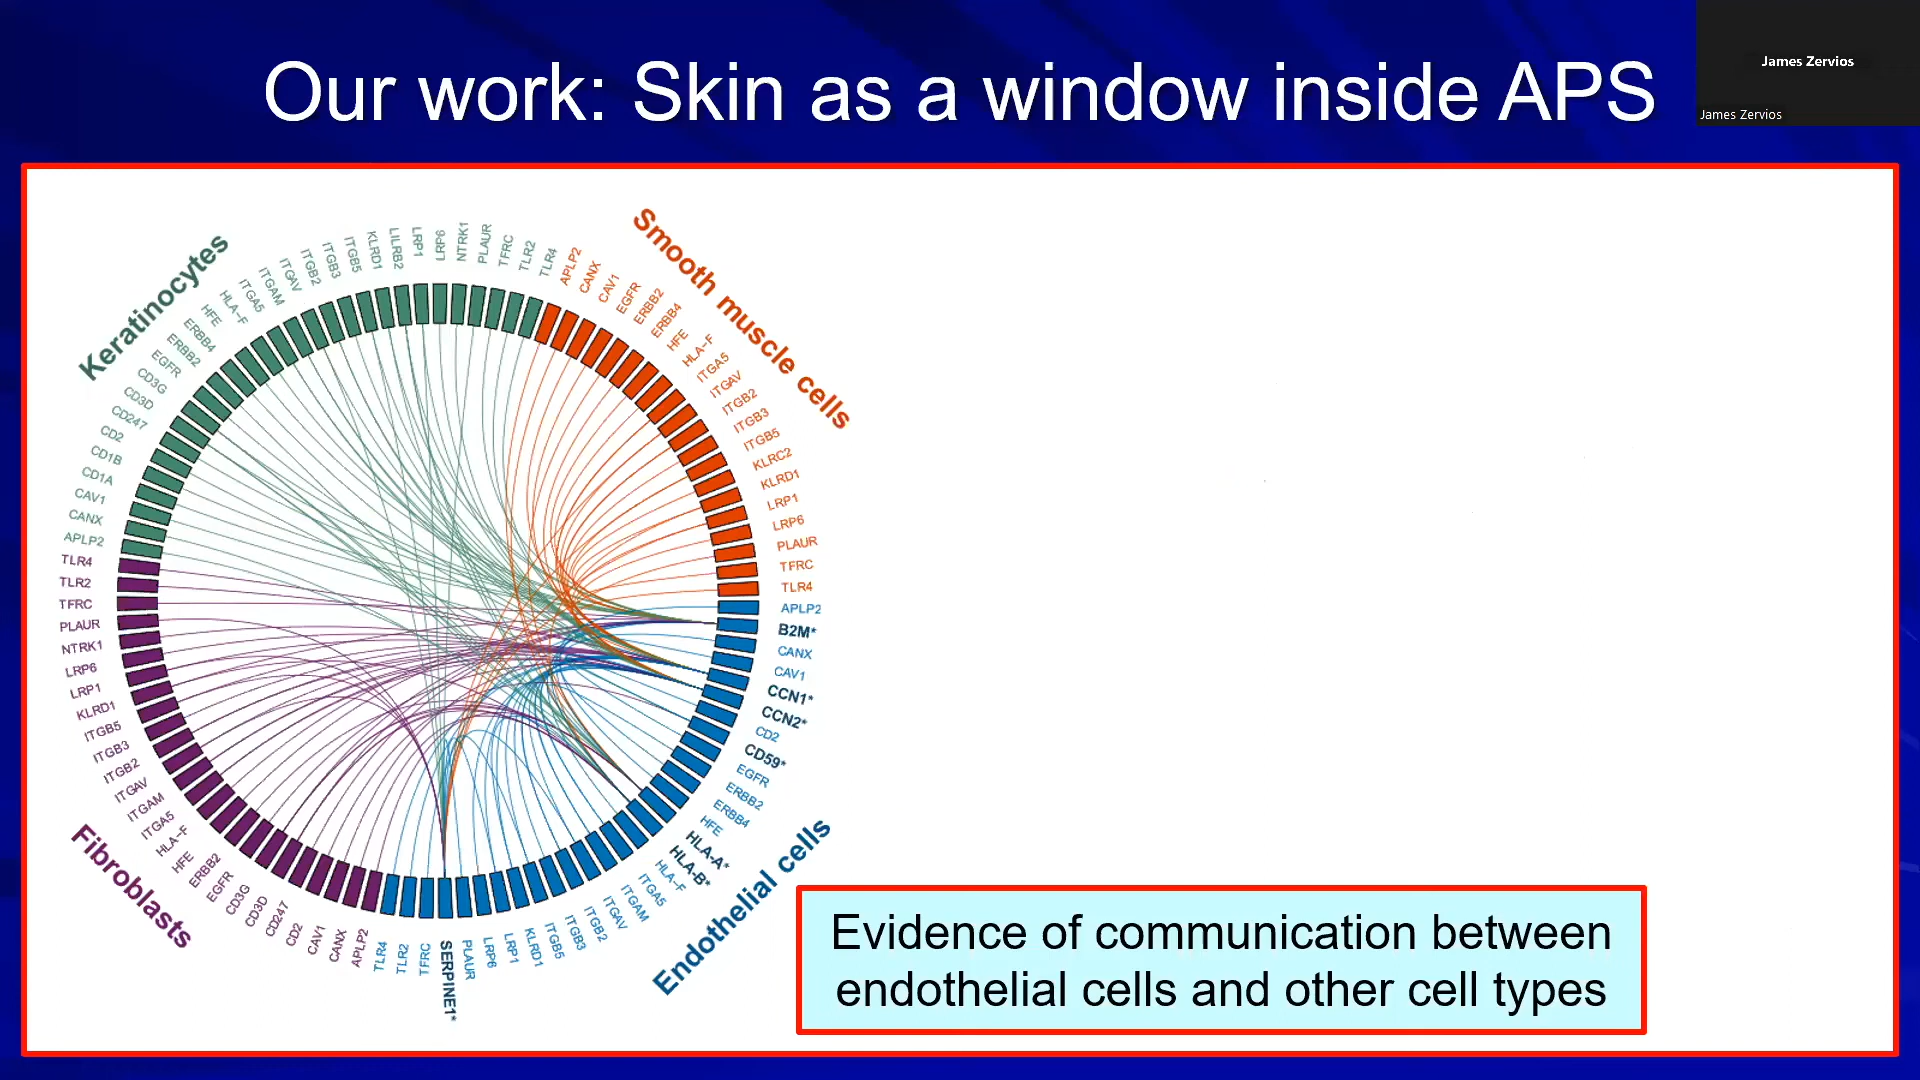 Our work: Skin as a window inside APS
James Zervios
James Zervios
Keratinocytes
Smooth muscle cells
Endothelial cells
Fibroblasts
APLP2
CANX
CAV1
CD1A
CD1B
CD2
CD247
CD3D
CD3G
EGFR
ERBB2
ERBB4
HFE
HLA-F
ITGA5
ITGAM
ITGAV
ITGB2
ITGB3
ITGB5
KLRD1
LILRB2
LRP1
LRP6
NTRK1
PLAUR
TFRC
TLR2
TLR4
APLP2
CANX
CAV1
EGFR
ERBB2
ERBB4
HFE
HLA-F
ITGA5
ITGAV
ITGB2
ITGB3
ITGB5
KLRC2
KLRD1
LRP1
LRP6
PLAUR
TFRC
TLR4
APLP2
B2M*
CANX
CAV1
CCN1*
CCN2*
CD2
CD59*
EGFR
ERBB2
ERBB4
HFE
HLA-A*
HLA-B*
HLA-F
ITGA5
ITGAM
ITGAV
ITGB2
ITGB3
ITGB5
KLRD1
LRP1
LRP6
PLAUR
SERPINE1*
TFRC
TLR2
TLR4
APLP2
CANX
CAV1
CD2
CD247
CD3D
CD3G
EGFR
ERBB2
HFE
HLA-F
ITGA5
ITGAM
ITGAV
ITGB2
ITGB3
ITGB5
KLRD1
LRP1
LRP6
NTRK1
PLAUR
TFRC
TLR2
TLR4
Evidence of communication between
endothelial cells and other cell types